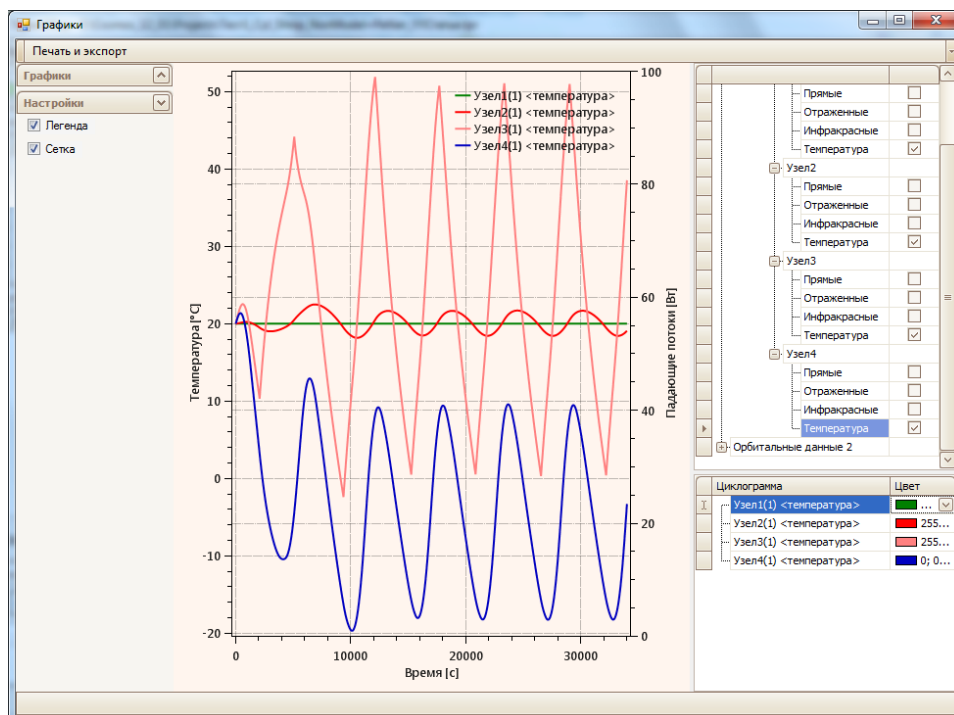 Графики
Печать и экспорт
Графики
Настройки
Легенда
Сетка
Узел1(1) <температура>
Узел2(1) <температура>
Узел3(1) <температура>
Узел4(1) <температура>
Температура [°C]
50
40
30
20
10
0
-10
-20
0
10000
20000
30000
Время [с]
100
80
60
40
20
0
Падающие потоки [Вт]
Прямые
Отраженные
Инфракрасные
Температура
Узел2
Прямые
Отраженные
Инфракрасные
Температура
Узел3
Прямые
Отраженные
Инфракрасные
Температура
Узел4
Прямые
Отраженные
Инфракрасные
Температура
Орбитальные данные 2
Циклограмма Цвет
Узел1(1) <температура> ...
Узел2(1) <температура> 255...
Узел3(1) <температура> 255...
Узел4(1) <температура> 0; 0...